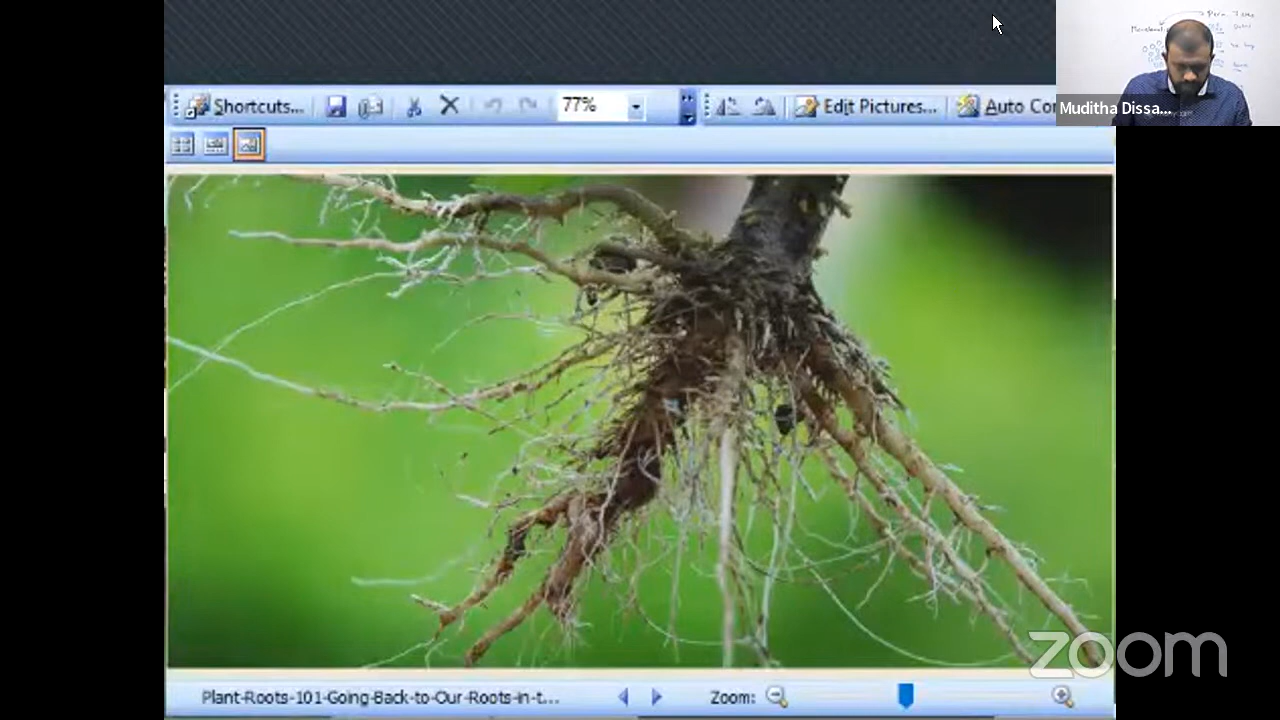 Shortcuts...
77%
Edit Pictures...
Auto Co
Muditha Dissa...
Plant-Roots-101-Going-Back-to-Our-Roots-in-t...
Zoom:
zoom